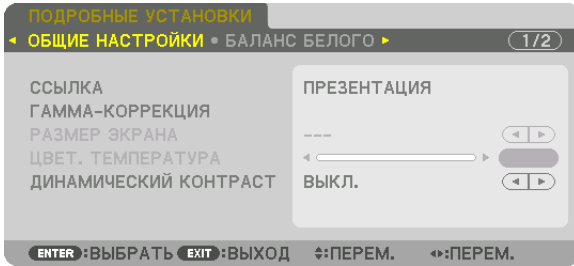 ПОДРОБНЫЕ УСТАНОВКИ
ОБЩИЕ НАСТРОЙКИ • БАЛАНС БЕЛОГО 1/2
ССЫЛКА ПРЕЗЕНТАЦИЯ
ГАММА-КОРРЕКЦИЯ
РАЗМЕР ЭКРАНА ---
ЦВЕТ. ТЕМПЕРАТУРА
ДИНАМИЧЕСКИЙ КОНТРАСТ ВЫКЛ.
ENTER :ВЫБРАТЬ EXIT :ВЫХОД :ПЕРЕМ. :ПЕРЕМ.